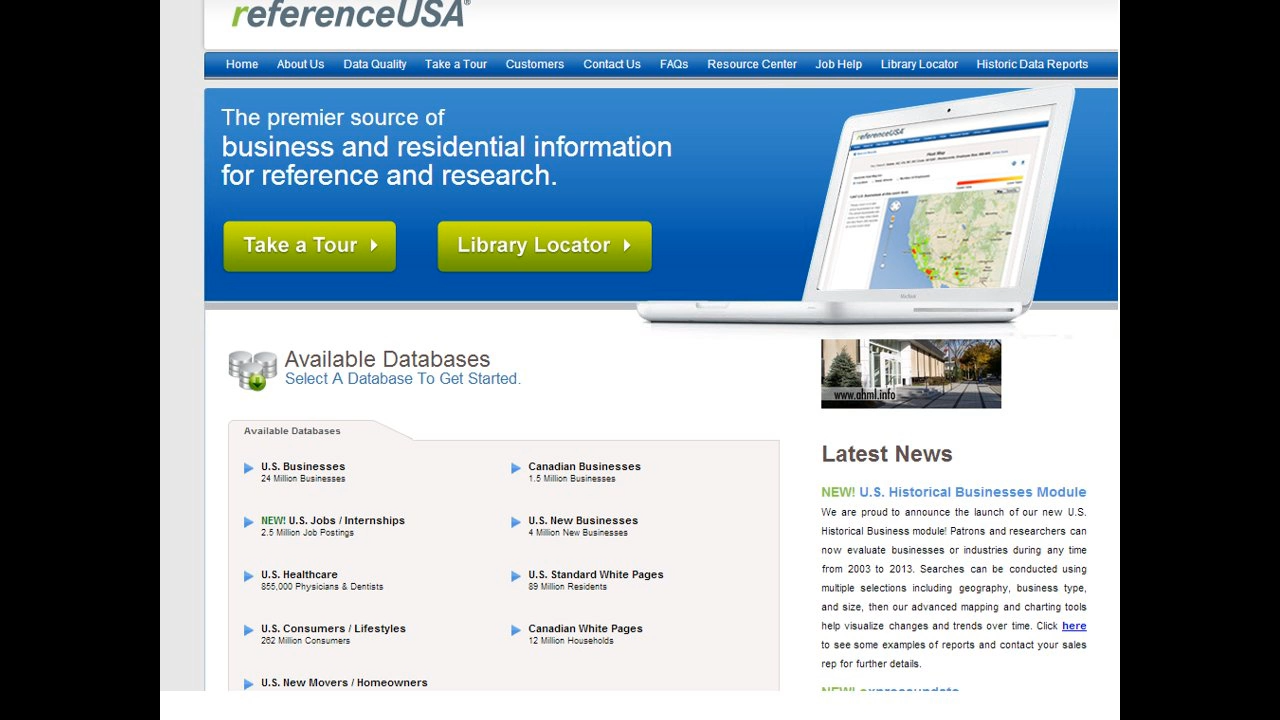 referenceUSA®
Home About Us Data Quality Take a Tour Customers Contact Us FAQs Resource Center Job Help Library Locator Historic Data Reports
The premier source of
business and residential information
for reference and research.
Take a Tour
Library Locator
referenceUSA
MacBook
Available Databases
Select A Database To Get Started.
Available Databases
U.S. Businesses
24 Million Businesses
Canadian Businesses
1.5 Million Businesses
NEW! U.S. Jobs / Internships
2.5 Million Job Postings
U.S. New Businesses
4 Million New Businesses
U.S. Healthcare
855,000 Physicians & Dentists
U.S. Standard White Pages
89 Million Residents
U.S. Consumers / Lifestyles
262 Million Consumers
Canadian White Pages
12 Million Households
U.S. New Movers / Homeowners
www.ahml.info
Latest News
NEW! U.S. Historical Businesses Module
We are proud to announce the launch of our new U.S.
Historical Business module! Patrons and researchers can
now evaluate businesses or industries during any time
from 2003 to 2013. Searches can be conducted using
multiple selections including geography, business type,
and size, then our advanced mapping and charting tools
help visualize changes and trends over time. Click here
to see some examples of reports and contact your sales
rep for further details.
NEW! expressupdate